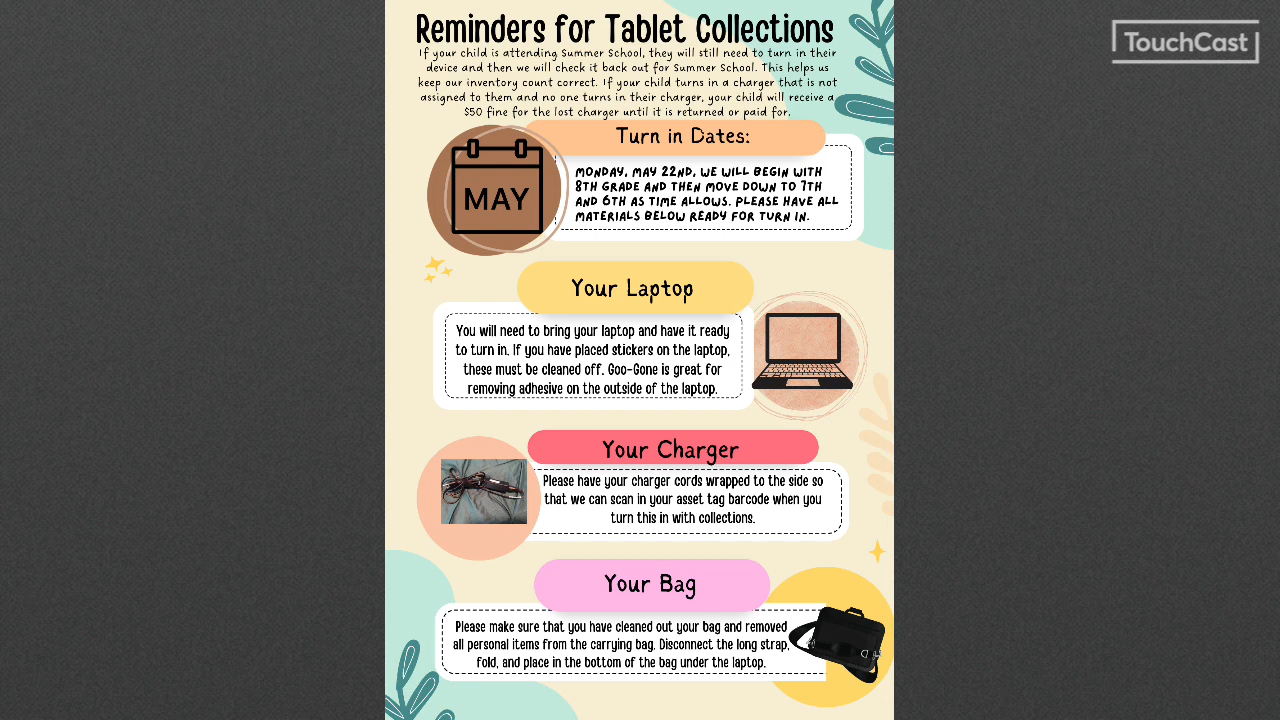 TouchCast
Reminders for Tablet Collections
If your child is attending Summer School, they will still need to turn in their
device and then we will check it back out for Summer School. This helps us
keep our inventory count correct. If your child turns in a charger that is not
assigned to them and no one turns in their charger, your child will receive a
$50 fine for the lost charger until it is returned or paid for.
Turn in Dates:
MAY
MONDAY, MAY 22ND, WE WILL BEGIN WITH
8TH GRADE AND THEN MOVE DOWN TO 7TH
AND 6TH AS TIME ALLOWS. PLEASE HAVE ALL
MATERIALS BELOW READY FOR TURN IN.
Your Laptop
You will need to bring your laptop and have it ready
to turn in. If you have placed stickers on the laptop,
these must be cleaned off. Goo-Gone is great for
removing adhesive on the outside of the laptop.
Your Charger
Please have your charger cords wrapped to the side so
that we can scan in your asset tag barcode when you
turn this in with collections.
Your Bag
Please make sure that you have cleaned out your bag and removed
all personal items from the carrying bag. Disconnect the long strap,
fold, and place in the bottom of the bag under the laptop.